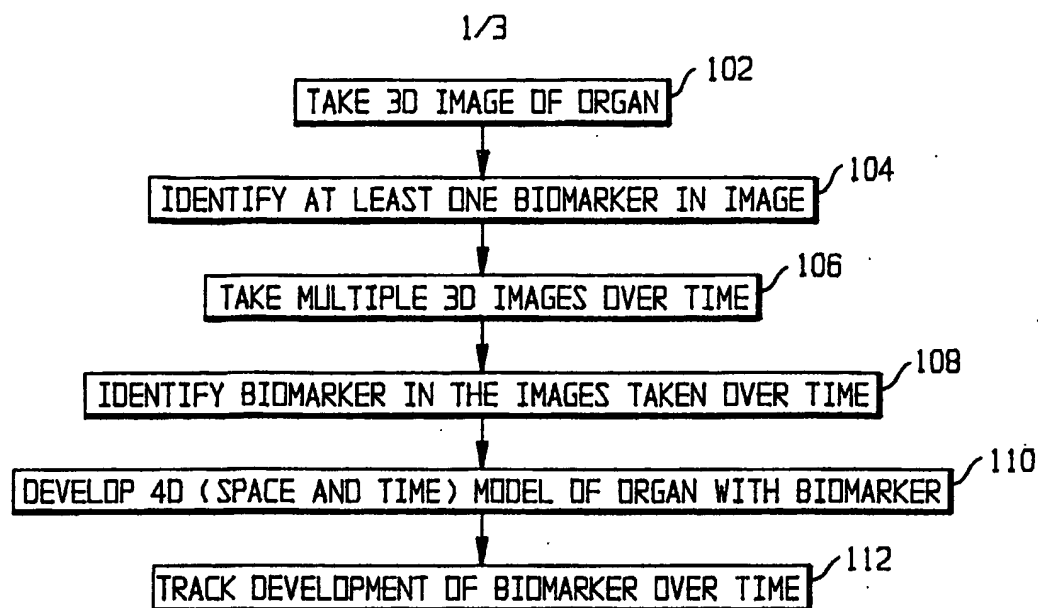 1/3
102
TAKE 3D IMAGE OF ORGAN
104
IDENTIFY AT LEAST ONE BIOMARKER IN IMAGE
106
TAKE MULTIPLE 3D IMAGES OVER TIME
108
IDENTIFY BIOMARKER IN THE IMAGES TAKEN OVER TIME
110
DEVELOP 4D (SPACE AND TIME) MODEL OF ORGAN WITH BIOMARKER
112
TRACK DEVELOPMENT OF BIOMARKER OVER TIME